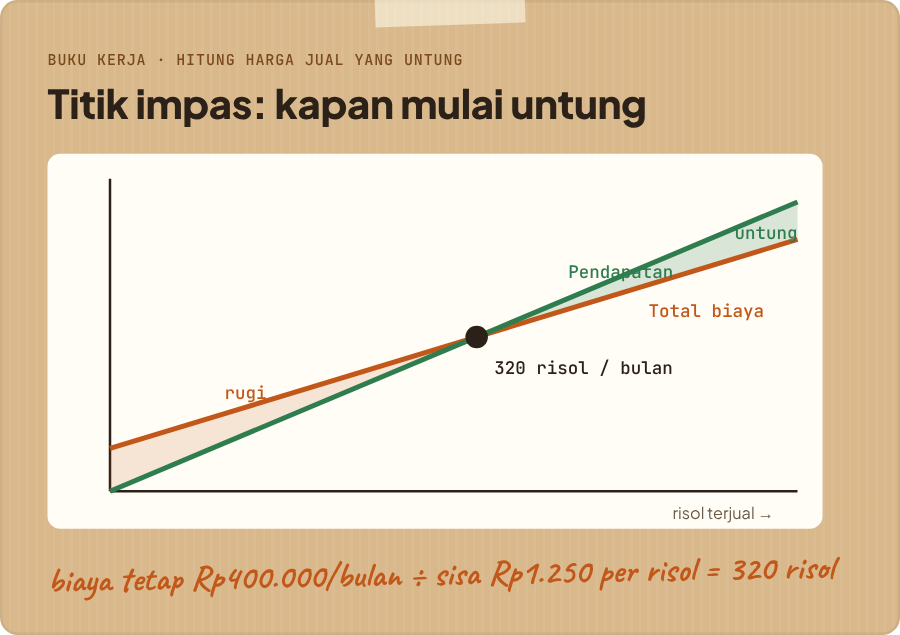 BUKU KERJA · HITUNG HARGA JUAL YANG UNTUNG
Titik impas: kapan mulai untung
untung
Pendapatan
Total biaya
320 risol / bulan
rugi
risol terjual →
biaya tetap Rp400.000/bulan ÷ sisa Rp1.250 per risol = 320 risol